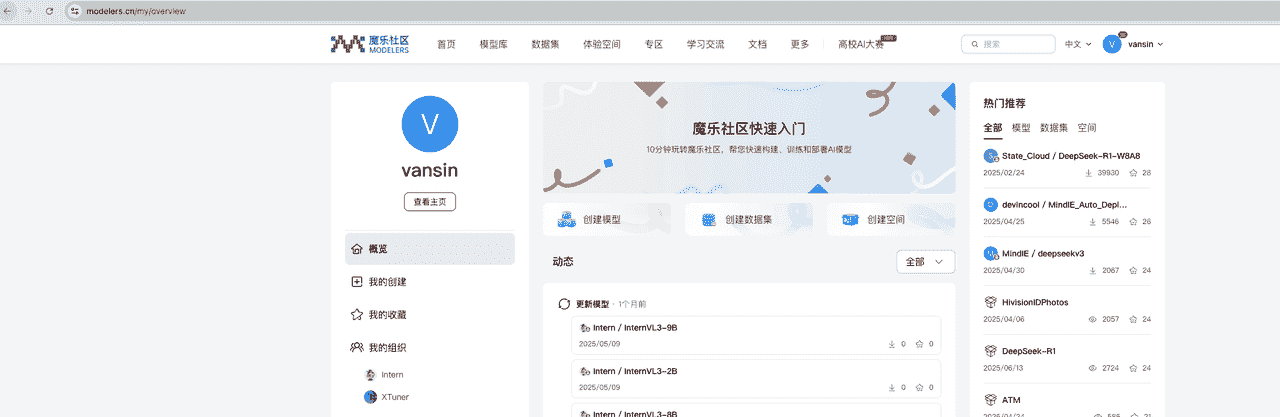 modelers.cn/my/overview
魔乐社区
MODELERS
首页 模型库 数据集 体验空间 专区 学习交流 文档 更多 高校AI大赛
搜索
中文
V
vansin
V
vansin
查看主页
概览
我的创建
我的收藏
我的组织
Intern
XTuner
魔乐社区快速入门
10分钟玩转魔乐社区，帮您快速构建、训练和部署AI模型
创建模型 创建数据集 创建空间
动态
全部
更新模型 · 1个月前
Intern / InternVL3-9B
2025/05/09 0 0
Intern / InternVL3-2B
2025/05/09 0 0
Intern / InternVL3-8B
热门推荐
全部 模型 数据集 空间
State_Cloud / DeepSeek-R1-W8A8
2025/02/24 39930 28
devincool / MindIE_Auto_Depl...
2025/04/25 5546 26
MindIE / deepseekv3
2025/04/30 2067 24
HivisionIDPhotos
2025/04/06 2057 24
DeepSeek-R1
2025/06/13 2724 24
ATM
2025/04/24 585 21